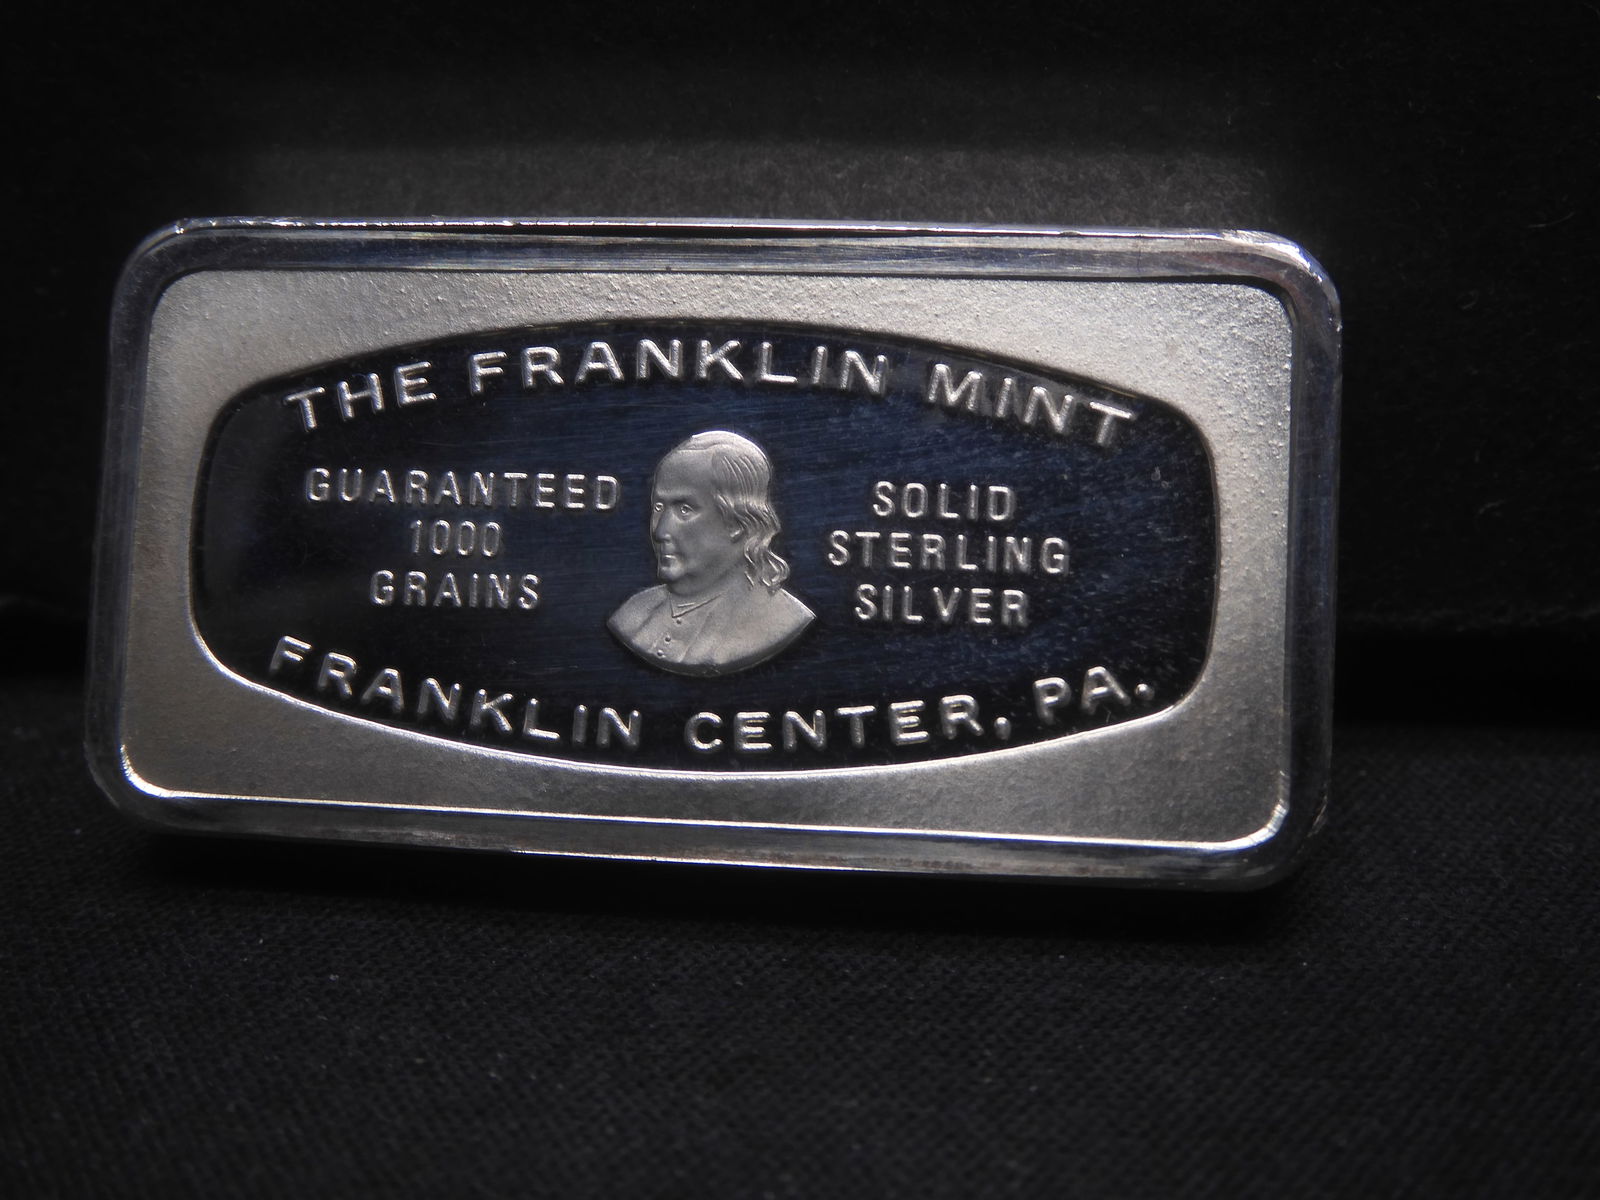 THE FRANKLIN MINT
GUARANTEED
1000
GRAINS
SOLID
STERLING
SILVER
FRANKLIN CENTER, PA.